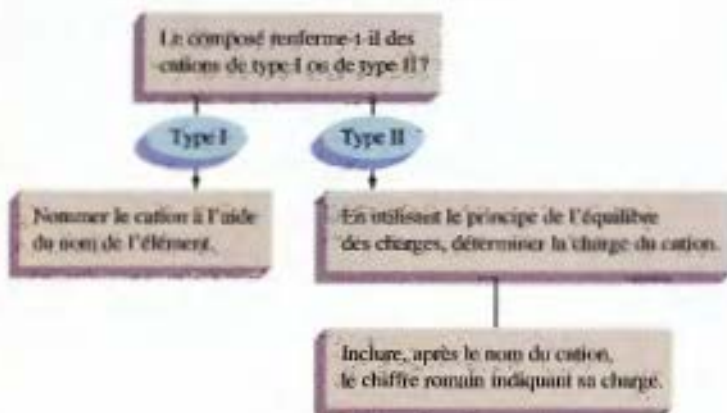 Le composé renferme-t-il des
cations de type I ou de type II?
Type I
Type II
Nommer le cation à l'aide
du nom de l'élément.
En utilisant le principe de l'équilibre
des charges, déterminer la charge du cation.
Inclure, après le nom du cation,
le chiffre romain indiquant sa charge.